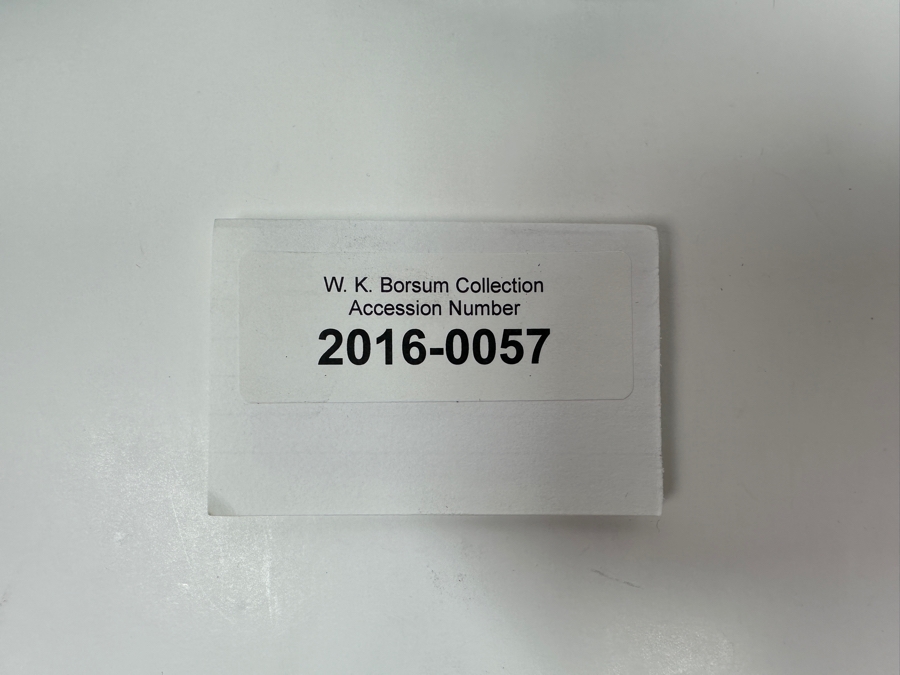 W. K. Borsum Collection
Accession Number
2016-0057